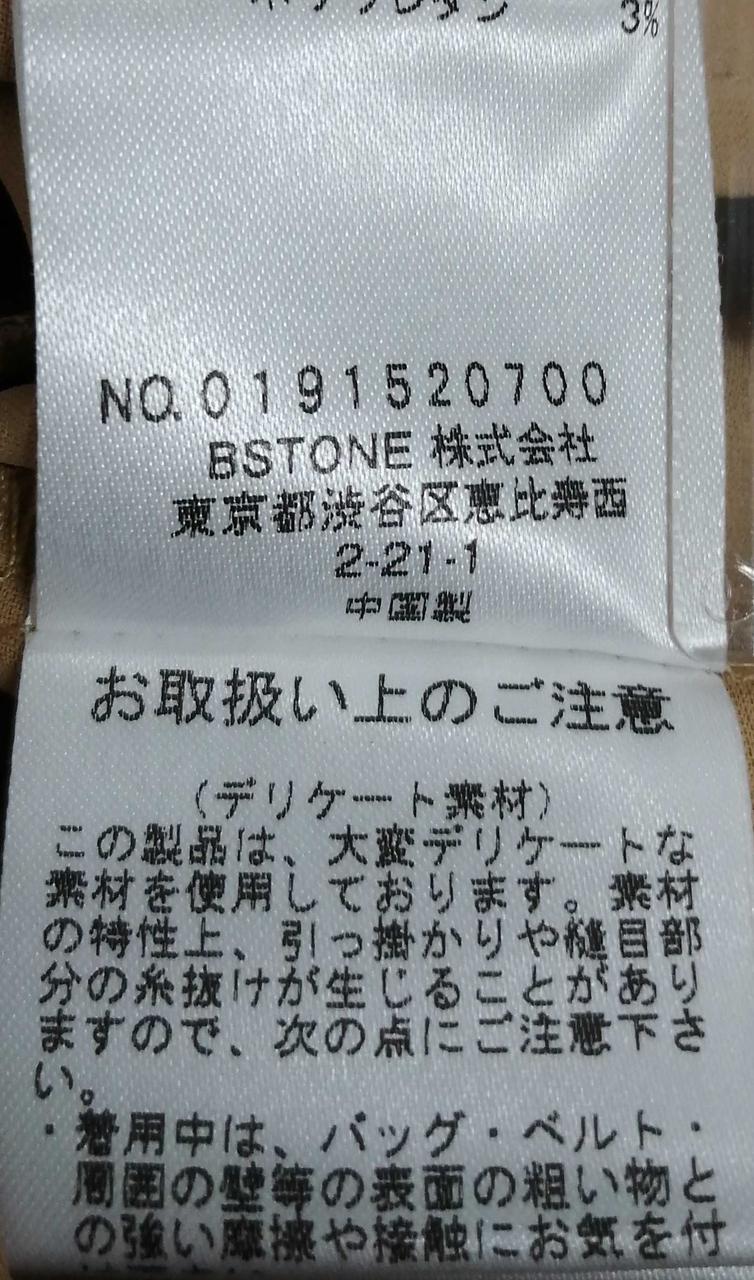 ポリウレタン 3%
NO.0191520700
BSTONE 株式会社
東京都渋谷区恵比寿西
2-21-1
中国製
お取扱い上のご注意
(デリケート素材)
この製品は、大変デリケートな
素材を使用しております。素材
の特性上、引っ掛かりや縫目部
分の糸抜けが生じることがあり
ますので、次の点にご注意下さ
い。
・着用中は、バッグ・ベルト・
周囲の壁等の表面の粗い物と
の強い摩擦や接触にお気を付